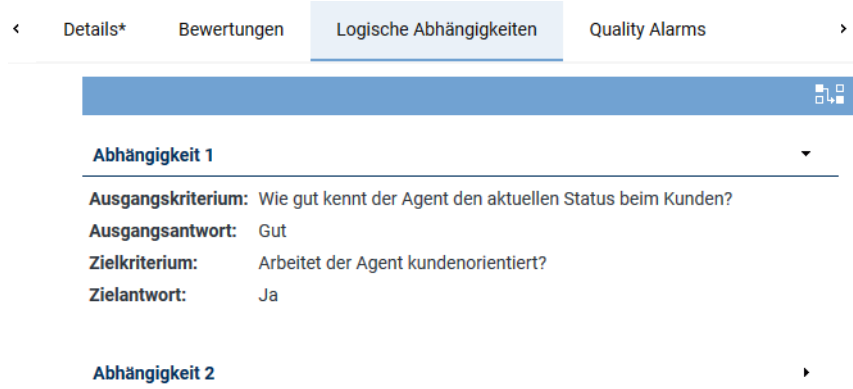 Details* Bewertungen Logische Abhängigkeiten Quality Alarms
Abhängigkeit 1
Ausgangskriterium: Wie gut kennt der Agent den aktuellen Status beim Kunden?
Ausgangsantwort: Gut
Zielkriterium: Arbeitet der Agent kundenorientiert?
Zielantwort: Ja
Abhängigkeit 2